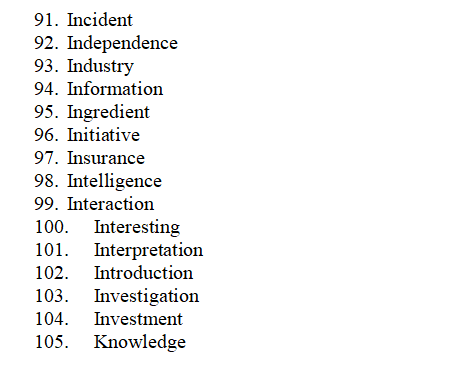 91. Incident
92. Independence
93. Industry
94. Information
95. Ingredient
96. Initiative
97. Insurance
98. Intelligence
99. Interaction
100. Interesting
101. Interpretation
102. Introduction
103. Investigation
104. Investment
105. Knowledge